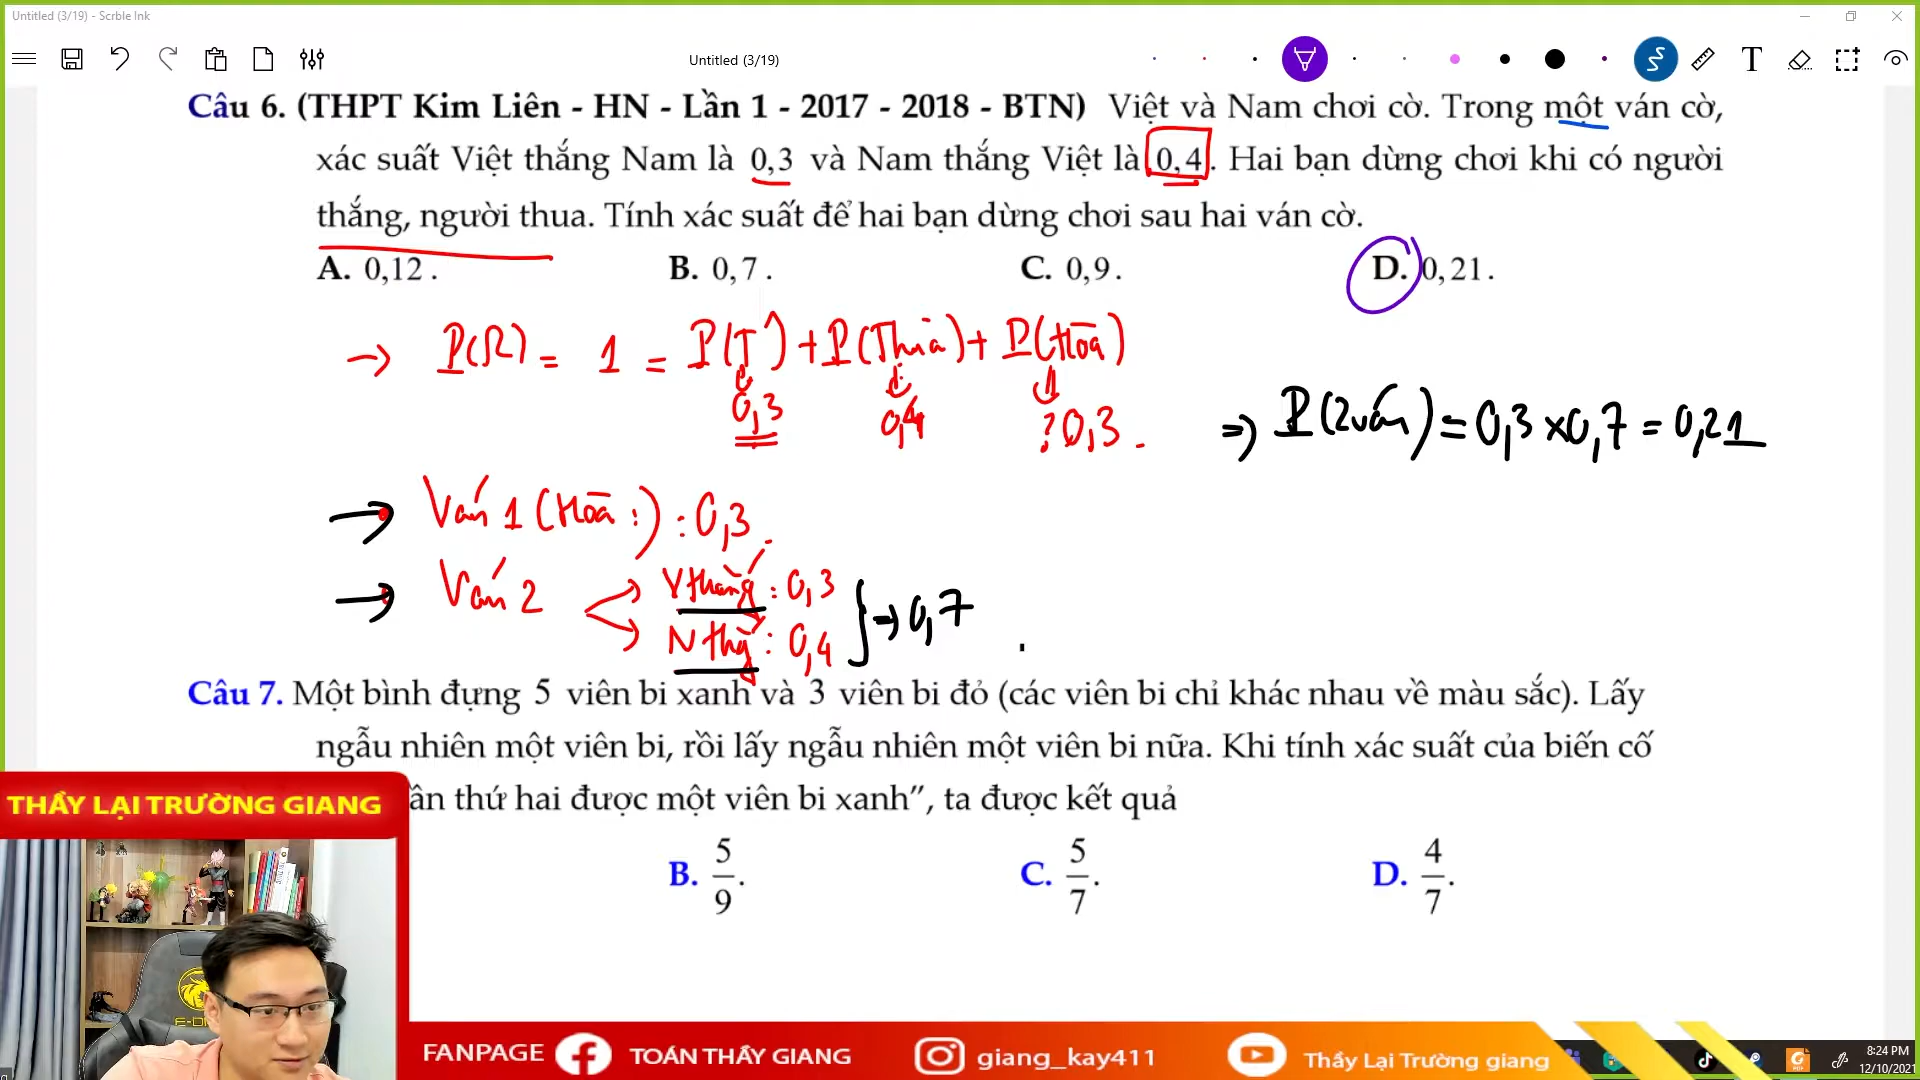 Untitled (3/19) - Scrble Ink
Untitled (3/19)
T
Câu 6. (THPT Kim Liên - HN - Lần 1 - 2017 - 2018 - BTN) Việt và Nam chơi cờ. Trong một ván cờ,
xác suất Việt thắng Nam là 0,3 và Nam thắng Việt là 0,4. Hai bạn dừng chơi khi có người
thắng, người thua. Tính xác suất để hai bạn dừng chơi sau hai ván cờ.
A. 0,12. B. 0,7. C. 0,9. D. 0,21.
→ P(Ω) = 1 = P(T) + P(Thua) + P(Hòa)
0,3 0,4 ? 0,3.
⇒ P(2 ván) = 0,3 × 0,7 = 0,21
→ Ván 1 (Hòa): 0,3.
→ Ván 2
V thắng: 0,3
N thg: 0,4
} ⇒ 0,7
Câu 7. Một bình đựng 5 viên bi xanh và 3 viên bi đỏ (các viên bi chỉ khác nhau về màu sắc). Lấy
ngẫu nhiên một viên bi, rồi lấy ngẫu nhiên một viên bi nữa. Khi tính xác suất của biến cố
ần thứ hai được một viên bi xanh”, ta được kết quả
B. 5/9. C. 5/7. D. 4/7.
THẦY LẠI TRƯỜNG GIANG
FANPAGE TOÁN THẦY GIANG giang_kay411 Thầy Lại Trường giang
8:24 PM
12/10/2021